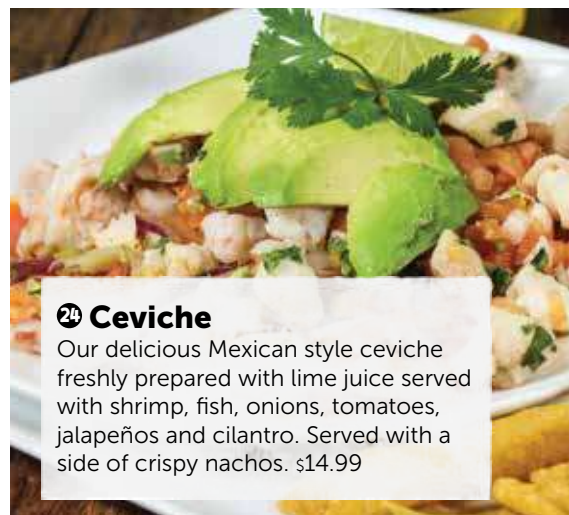 24 Ceviche
Our delicious Mexican style ceviche
freshly prepared with lime juice served
with shrimp, fish, onions, tomatoes,
jalapeños and cilantro. Served with a
side of crispy nachos. $14.99